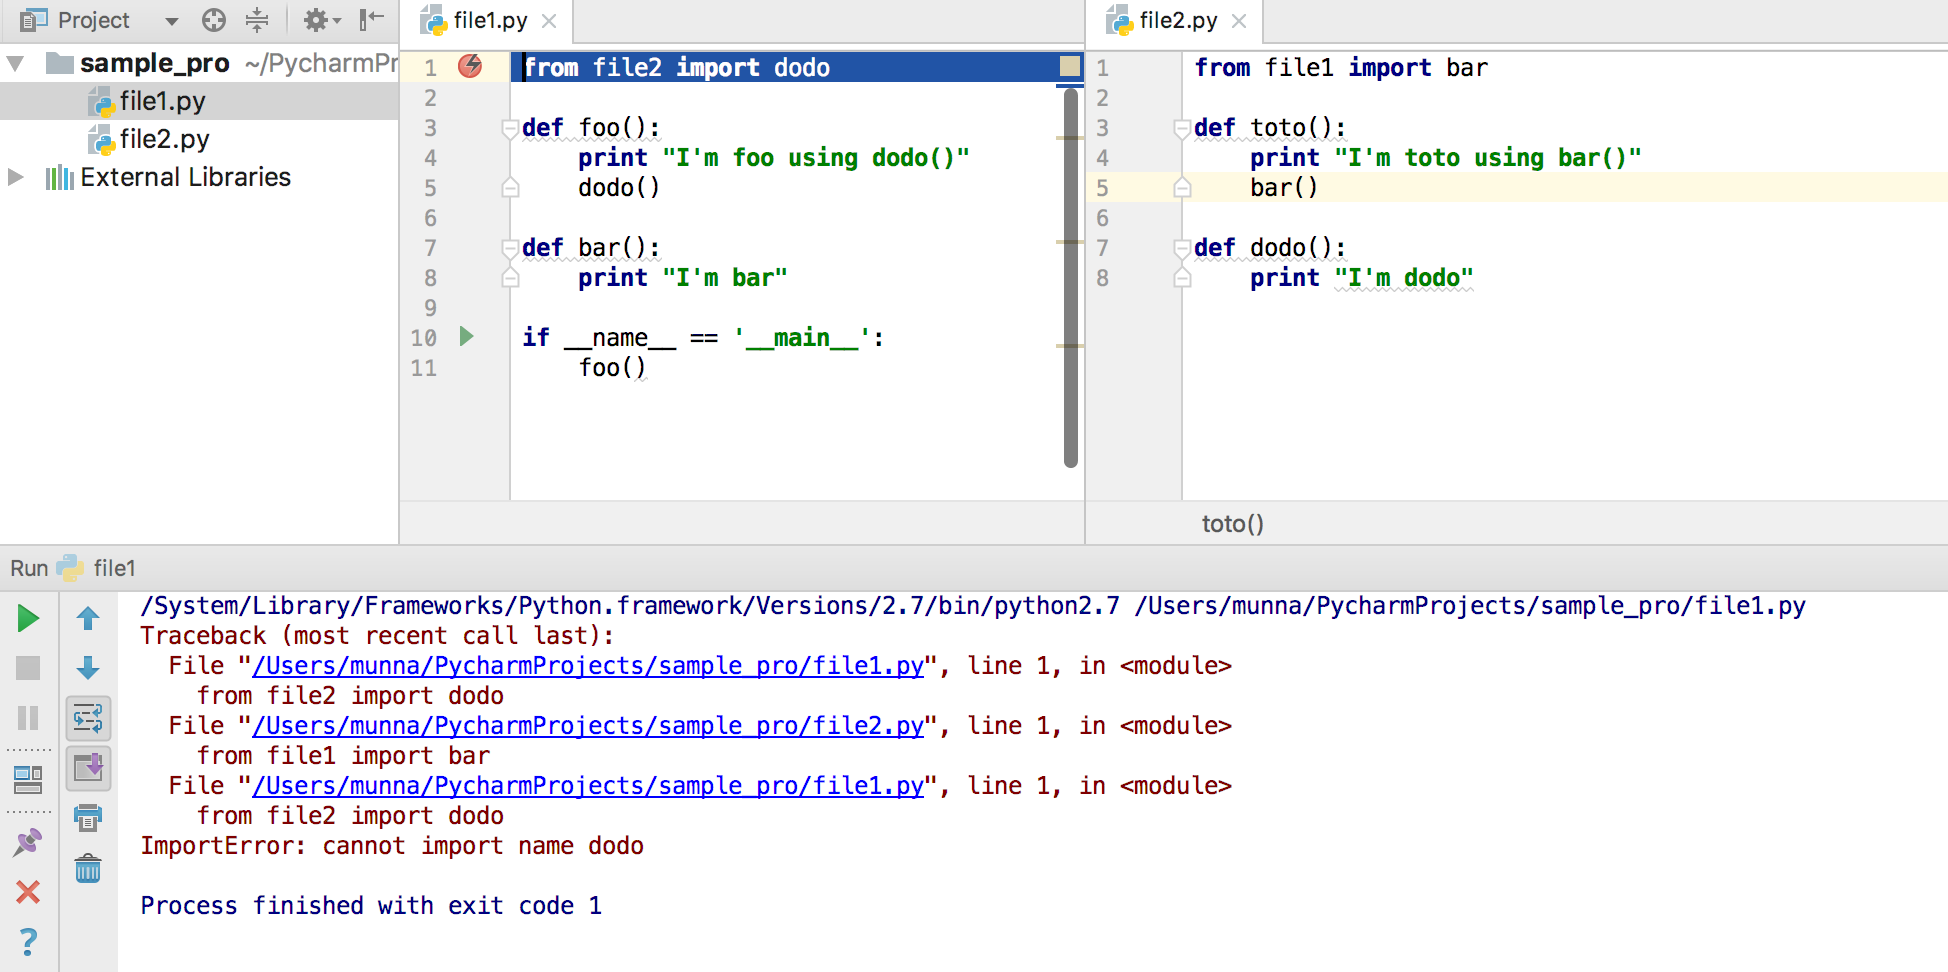 Project
sample_pro ~/PycharmPr
file1.py
file2.py
External Libraries
file1.py
1 from file2 import dodo
2
3 def foo():
4 print "I'm foo using dodo()"
5 dodo()
6
7 def bar():
8 print "I'm bar"
9
10 if __name__ == '__main__':
11 foo()
file2.py
1 from file1 import bar
2
3 def toto():
4 print "I'm toto using bar()"
5 bar()
6
7 def dodo():
8 print "I'm dodo"
toto()
Run file1
/System/Library/Frameworks/Python.framework/Versions/2.7/bin/python2.7 /Users/munna/PycharmProjects/sample_pro/file1.py
Traceback (most recent call last):
File "/Users/munna/PycharmProjects/sample_pro/file1.py", line 1, in <module>
from file2 import dodo
File "/Users/munna/PycharmProjects/sample_pro/file2.py", line 1, in <module>
from file1 import bar
File "/Users/munna/PycharmProjects/sample_pro/file1.py", line 1, in <module>
from file2 import dodo
ImportError: cannot import name dodo
Process finished with exit code 1